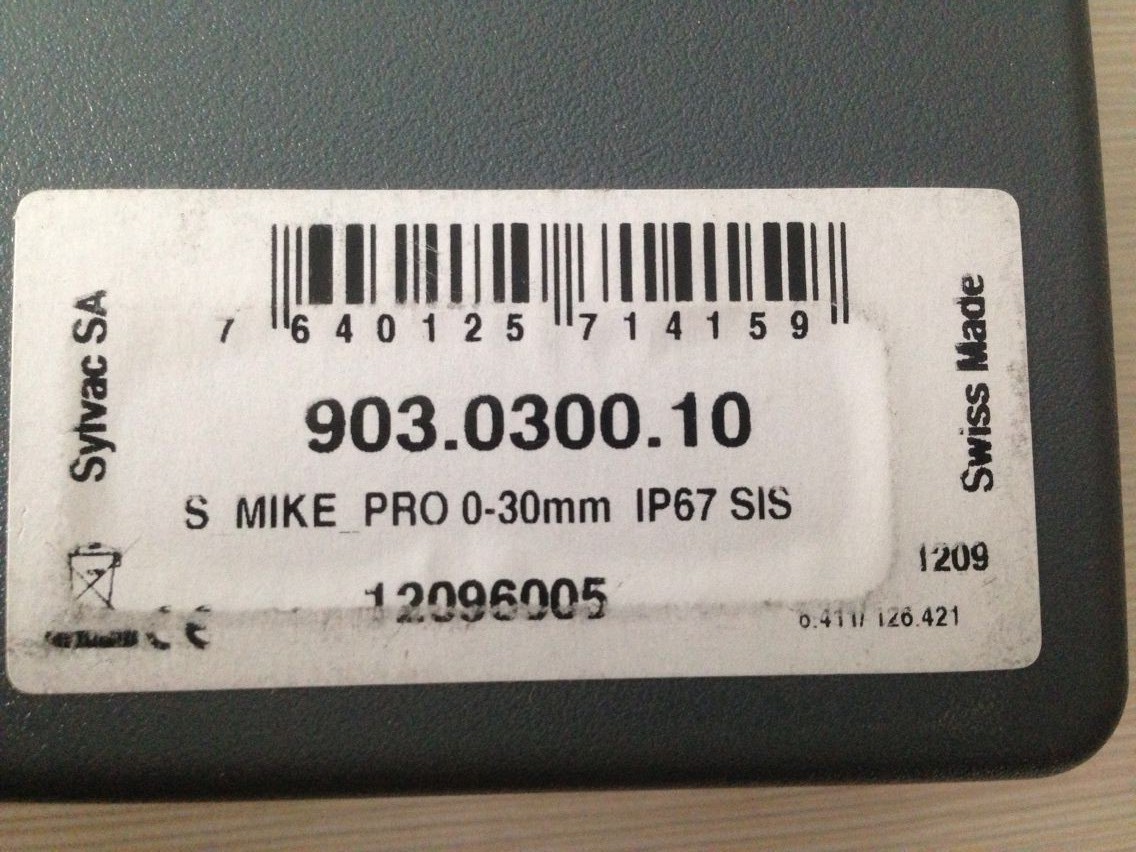 7 640125 714159
Sylvac SA
903.0300.10
S_MIKE_PRO 0-30mm IP67 SIS
Swiss Made
1209
12096005
6.411/ 126.421
CE